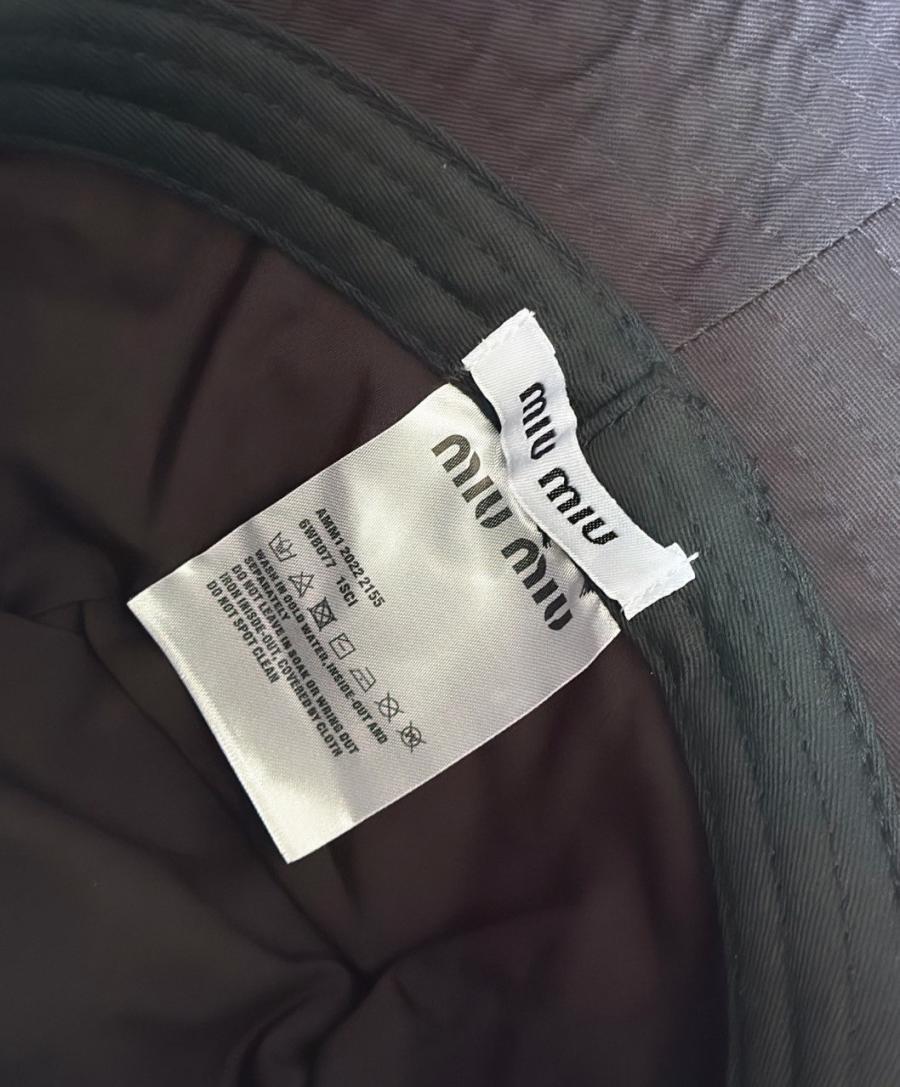 MIU MIU
MIU MIU
AMM1 2022 2155
6WB077 1SCI
WASH IN COLD WATER, INSIDE-OUT AND
SEPARATELY
DO NOT LEAVE IN SOAK OR WRING OUT
IRON INSIDE-OUT, COVERED BY CLOTH
DO NOT SPOT CLEAN